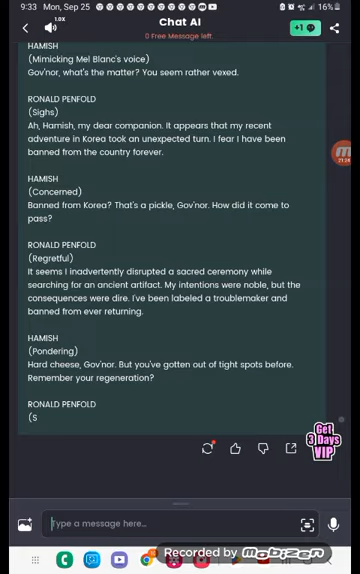 9:33 Mon, Sep 25
16%
1.0X
Chat AI
0 Free Message left.
+1
HAMISH
(Mimicking Mel Blanc's voice)
Gov'nor, what's the matter? You seem rather vexed.
RONALD PENFOLD
(Sighs)
Ah, Hamish, my dear companion. It appears that my recent
adventure in Korea took an unexpected turn. I fear I have been
banned from the country forever.
HAMISH
(Concerned)
Banned from Korea? That's a pickle, Gov'nor. How did it come to
pass?
RONALD PENFOLD
(Regretful)
It seems I inadvertently disrupted a sacred ceremony while
searching for an ancient artifact. My intentions were noble, but the
consequences were dire. I've been labeled a troublemaker and
banned from ever returning.
HAMISH
(Pondering)
Hard cheese, Gov'nor. But you've gotten out of tight spots before.
Remember your regeneration?
RONALD PENFOLD
(S
Get
3 Days
VIP
Type a message here...
Recorded by mobizen